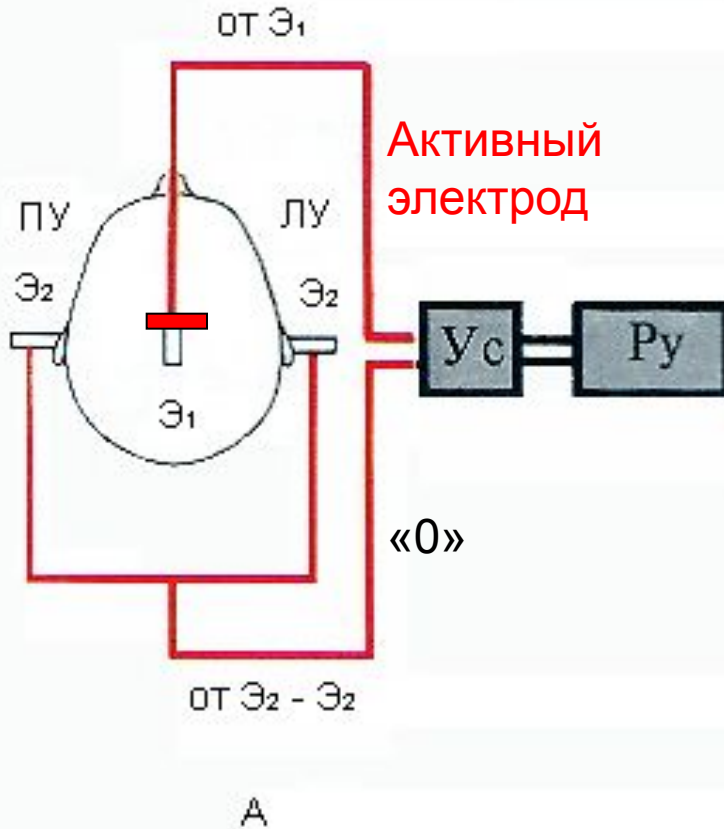 от Э₁
Активный
электрод
ПУ
ЛУ
Э₂
Э₂
Ус
Ру
Э₁
«0»
от Э₂ - Э₂
А